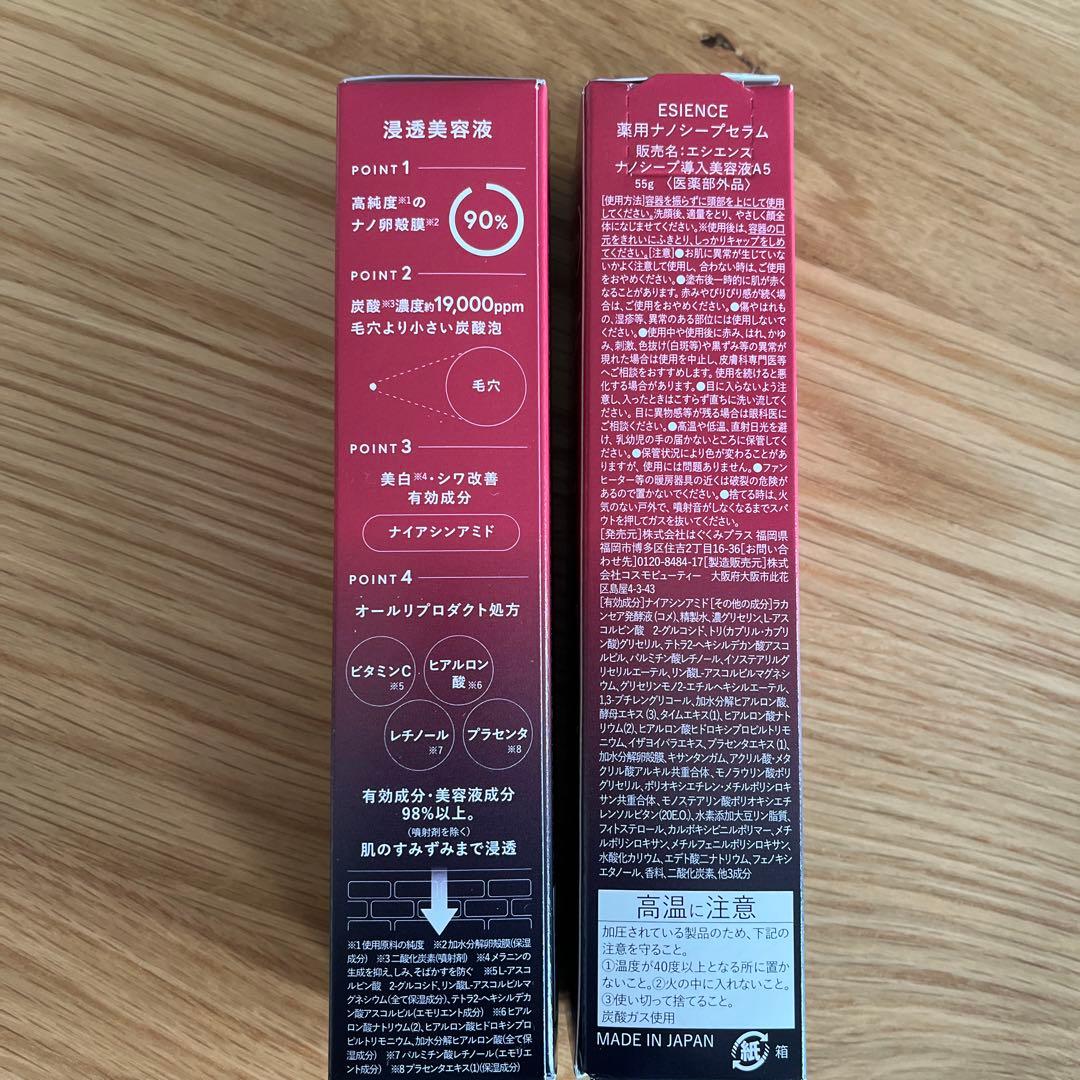 浸透美容液
POINT 1
高純度※1の
ナノ卵殻膜※2
90%
POINT 2
炭酸※3濃度約19,000ppm
毛穴より小さい炭酸泡
毛穴
POINT 3
美白※4・シワ改善
有効成分
ナイアシンアミド
POINT 4
オールリプロダクト処方
ビタミンC
※5
ヒアルロン
酸※6
レチノール
※7
プラセンタ
※8
有効成分・美容液成分
98%以上。
(噴射剤を除く)
肌のすみずみまで浸透
※1使用原料の純度 ※2加水分解卵殻膜(保湿
成分) ※3二酸化炭素(噴射剤) ※4メラニンの
生成を抑え、しみ、そばかすを防ぐ ※5L-アスコ
ルビン酸 2-グルコシド、リン酸L-アスコルビルマ
グネシウム(全て保湿成分)、テトラ2-ヘキシルデカ
ン酸アスコルビル(エモリエント成分) ※6ヒアル
ロン酸ナトリウム(2)、ヒアルロン酸ヒドロキシプロ
ピルトリモニウム、加水分解ヒアルロン酸(全て保
湿成分) ※7パルミチン酸レチノール(エモリエ
ント成分) ※8プラセンタエキス(1)(保湿成分)
ESIENCE
薬用ナノシープセラム
販売名:エシエンス
ナノシープ導入美容液A5
55g 〈医薬部外品〉
[使用方法]容器を振らずに頭部を上にして使用
してください。洗顔後、適量をとり、やさしく顔全
体になじませてください。※使用後は、容器の口
元をきれいにふきとり、しっかりキャップをしめ
てください。[注意]●お肌に異常が生じていな
いかよく注意して使用し、合わない時は、ご使用
をおやめください。●塗布後一時的に肌が赤く
なることがあります。赤みやぴりぴり感が続く場
合は、ご使用をおやめください。●傷やはれも
の、湿疹等、異常のある部位には使用しないで
ください。●使用中や使用後に赤み、はれ、かゆ
み、刺激、色抜け(白斑等)や黒ずみ等の異常が
現れた場合は使用を中止し、皮膚科専門医等
へご相談をおすすめします。使用を続けると悪
化する場合があります。●目に入らないよう注
意し、入ったときはこすらず直ちに洗い流してく
ださい。目に異物感等が残る場合は眼科医に
ご相談ください。●高温や低温、直射日光を避
け、乳幼児の手の届かないところに保管してく
ださい。●保管状況により色が変わることがあ
りますが、使用には問題ありません。●ファン
ヒーター等の暖房器具の近くは破裂の危険が
あるので置かないでください。●捨てる時は、火
気のない戸外で、噴射音がしなくなるまでスパ
ウトを押してガスを抜いてください。
[発売元]株式会社はぐくみプラス 福岡県
福岡市博多区住吉2丁目16-36[お問い合
わせ先]0120-8484-17[製造販売元]株式
会社コスモビューティー 大阪府大阪市此花
区島屋4-3-43
[有効成分]ナイアシンアミド[その他の成分]ラカ
ンセア発酵液(コメ)、精製水、濃グリセリン、L-アス
コルビン酸 2-グルコシド、トリ(カプリル・カプリ
ン酸)グリセリル、テトラ2-ヘキシルデカン酸アスコ
ルビル、パルミチン酸レチノール、イソステアリルグ
リセリルエーテル、リン酸L-アスコルビルマグネシ
ウム、グリセリンモノ2-エチルヘキシルエーテル、
1,3-ブチレングリコール、加水分解ヒアルロン酸、
酵母エキス(3)、タイムエキス(1)、ヒアルロン酸ナト
リウム(2)、ヒアルロン酸ヒドロキシプロピルトリモ
ニウム、イザヨイバラエキス、プラセンタエキス(1)、
加水分解卵殻膜、キサンタンガム、アクリル酸・メタ
クリル酸アルキル共重合体、モノラウリン酸ポリ
グリセリル、ポリオキシエチレン・メチルポリシロキ
サン共重合体、モノステアリン酸ポリオキシエチ
レンソルビタン(20E.O.)、水素添加大豆リン脂質、
フィトステロール、カルボキシビニルポリマー、メチ
ルポリシロキサン、メチルフェニルポリシロキサン、
水酸化カリウム、エデト酸二ナトリウム、フェノキシ
エタノール、香料、二酸化炭素、他3成分
高温に注意
加圧されている製品のため、下記の
注意を守ること。
①温度が40度以上となる所に置か
ないこと。②火の中に入れないこと。
③使い切って捨てること。
炭酸ガス使用
MADE IN JAPAN
紙
箱